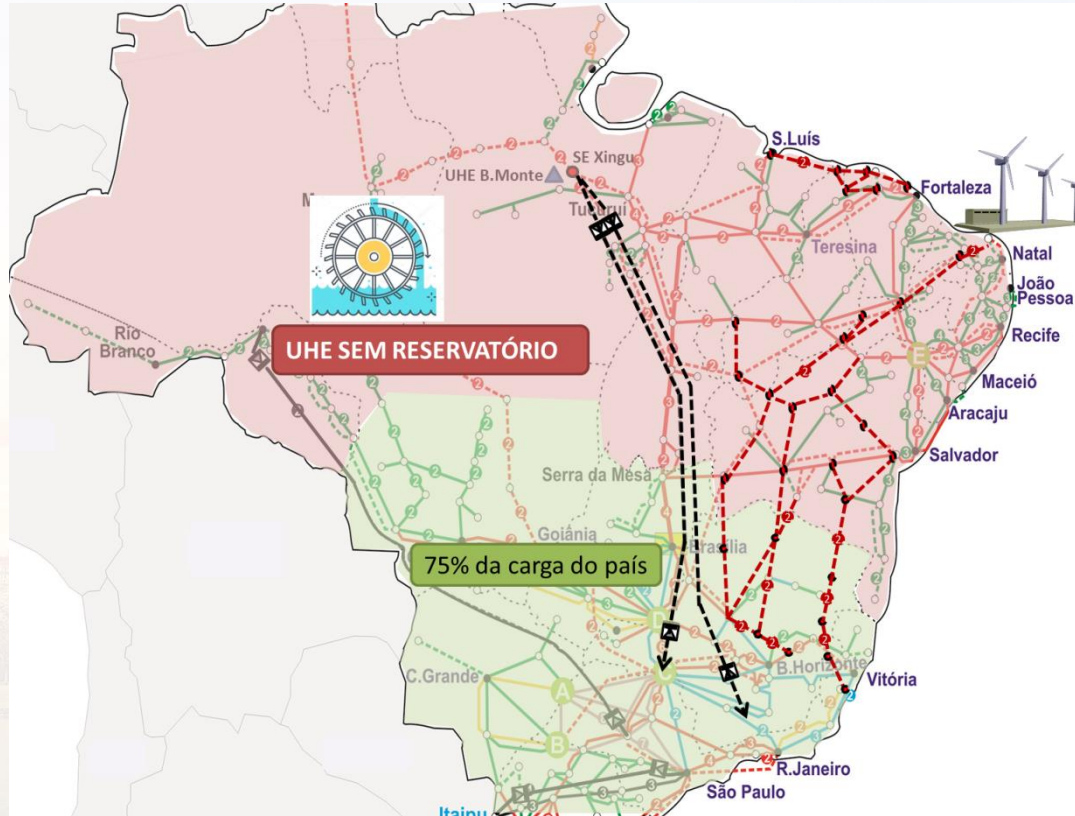 S.Luís
SE Xingu
UHE B.Monte
Fortaleza
Tucuruí
Teresina
Natal
João
Pessoa
Rio
Branco
UHE SEM RESERVATÓRIO
Recife
E
Maceió
Aracaju
Salvador
Serra da Mesa
Goiânia
Brasília
75% da carga do país
D
C.Grande
A
C
B.Horizonte
Vitória
B
R.Janeiro
São Paulo
Itaipu